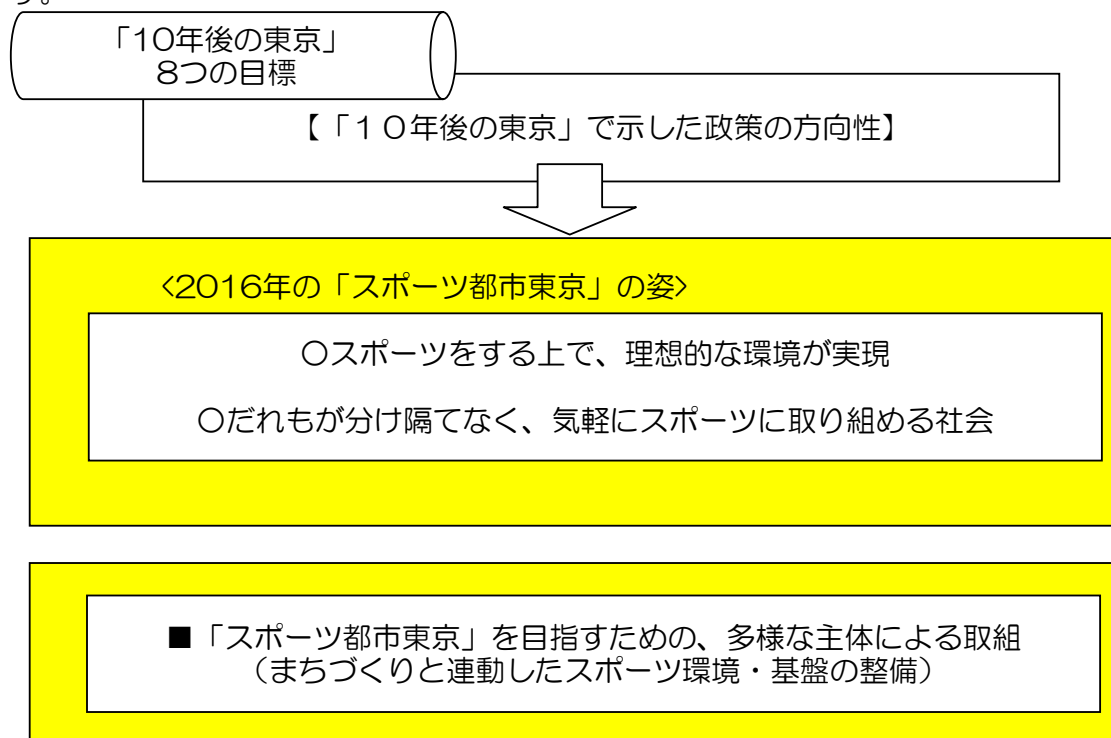 う。
「10年後の東京」
8つの目標
【「１０年後の東京」で示した政策の方向性】
<2016年の「スポーツ都市東京」の姿>
○スポーツをする上で、理想的な環境が実現
○だれもが分け隔てなく、気軽にスポーツに取り組める社会
■「スポーツ都市東京」を目指すための、多様な主体による取組
（まちづくりと連動したスポーツ環境・基盤の整備）